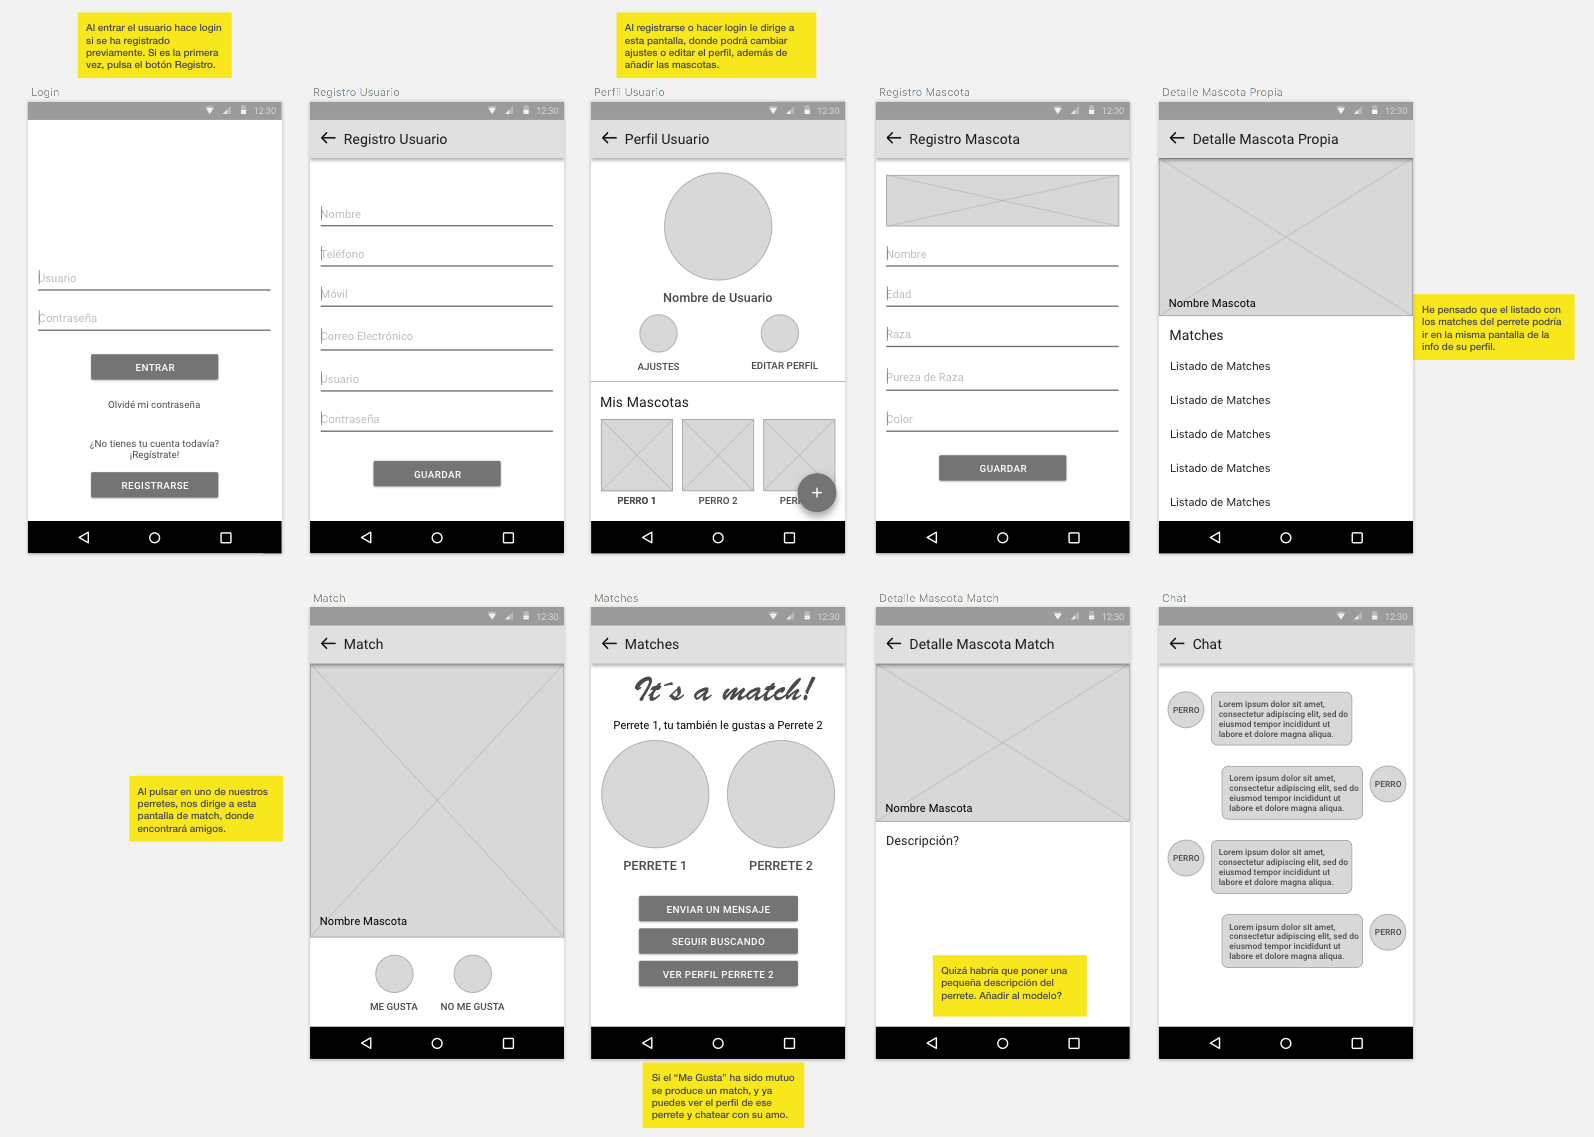 Al entrar el usuario hace login
si se ha registrado
previamente. Si es la primera
vez, pulsa el botón Registro.
Al registrarse o hacer login le dirige a
esta pantalla, donde podrá cambiar
ajustes o editar el perfil, además de
añadir las mascotas.
Login
12:30
Usuario
Contraseña
ENTRAR
Olvidé mi contraseña
¿No tienes tu cuenta todavía?
¡Regístrate!
REGISTRARSE
Registro Usuario
12:30
Registro Usuario
Nombre
Teléfono
Móvil
Correo Electrónico
Usuario
Contraseña
GUARDAR
Perfil Usuario
12:30
Perfil Usuario
Nombre de Usuario
AJUSTES
EDITAR PERFIL
Mis Mascotas
PERRO 1
PERRO 2
PER
+
Registro Mascota
12:30
Registro Mascota
Nombre
Edad
Raza
Pureza de Raza
Color
GUARDAR
Detalle Mascota Propia
12:30
Detalle Mascota Propia
Nombre Mascota
Matches
Listado de Matches
Listado de Matches
Listado de Matches
Listado de Matches
Listado de Matches
He pensado que el listado con
los matches del perrete podría
ir en la misma pantalla de la
info de su perfil.
Al pulsar en uno de nuestros
perretes, nos dirige a esta
pantalla de match, donde
encontrará amigos.
Match
12:30
Match
Nombre Mascota
ME GUSTA
NO ME GUSTA
Matches
12:30
Matches
It´s a match!
Perrete 1, tu también le gustas a Perrete 2
PERRETE 1
PERRETE 2
ENVIAR UN MENSAJE
SEGUIR BUSCANDO
VER PERFIL PERRETE 2
Si el “Me Gusta” ha sido mutuo
se produce un match, y ya
puedes ver el perfil de ese
perrete y chatear con su amo.
Detalle Mascota Match
12:30
Detalle Mascota Match
Nombre Mascota
Descripción?
Quizá habría que poner una
pequeña descripción del
perrete. Añadir al modelo?
Chat
12:30
Chat
PERRO
Lorem ipsum dolor sit amet,
consectetur adipiscing elit, sed do
eiusmod tempor incididunt ut
labore et dolore magna aliqua.
Lorem ipsum dolor sit amet,
consectetur adipiscing elit, sed do
eiusmod tempor incididunt ut
labore et dolore magna aliqua.
PERRO
PERRO
Lorem ipsum dolor sit amet,
consectetur adipiscing elit, sed do
eiusmod tempor incididunt ut
labore et dolore magna aliqua.
Lorem ipsum dolor sit amet,
consectetur adipiscing elit, sed do
eiusmod tempor incididunt ut
labore et dolore magna aliqua.
PERRO